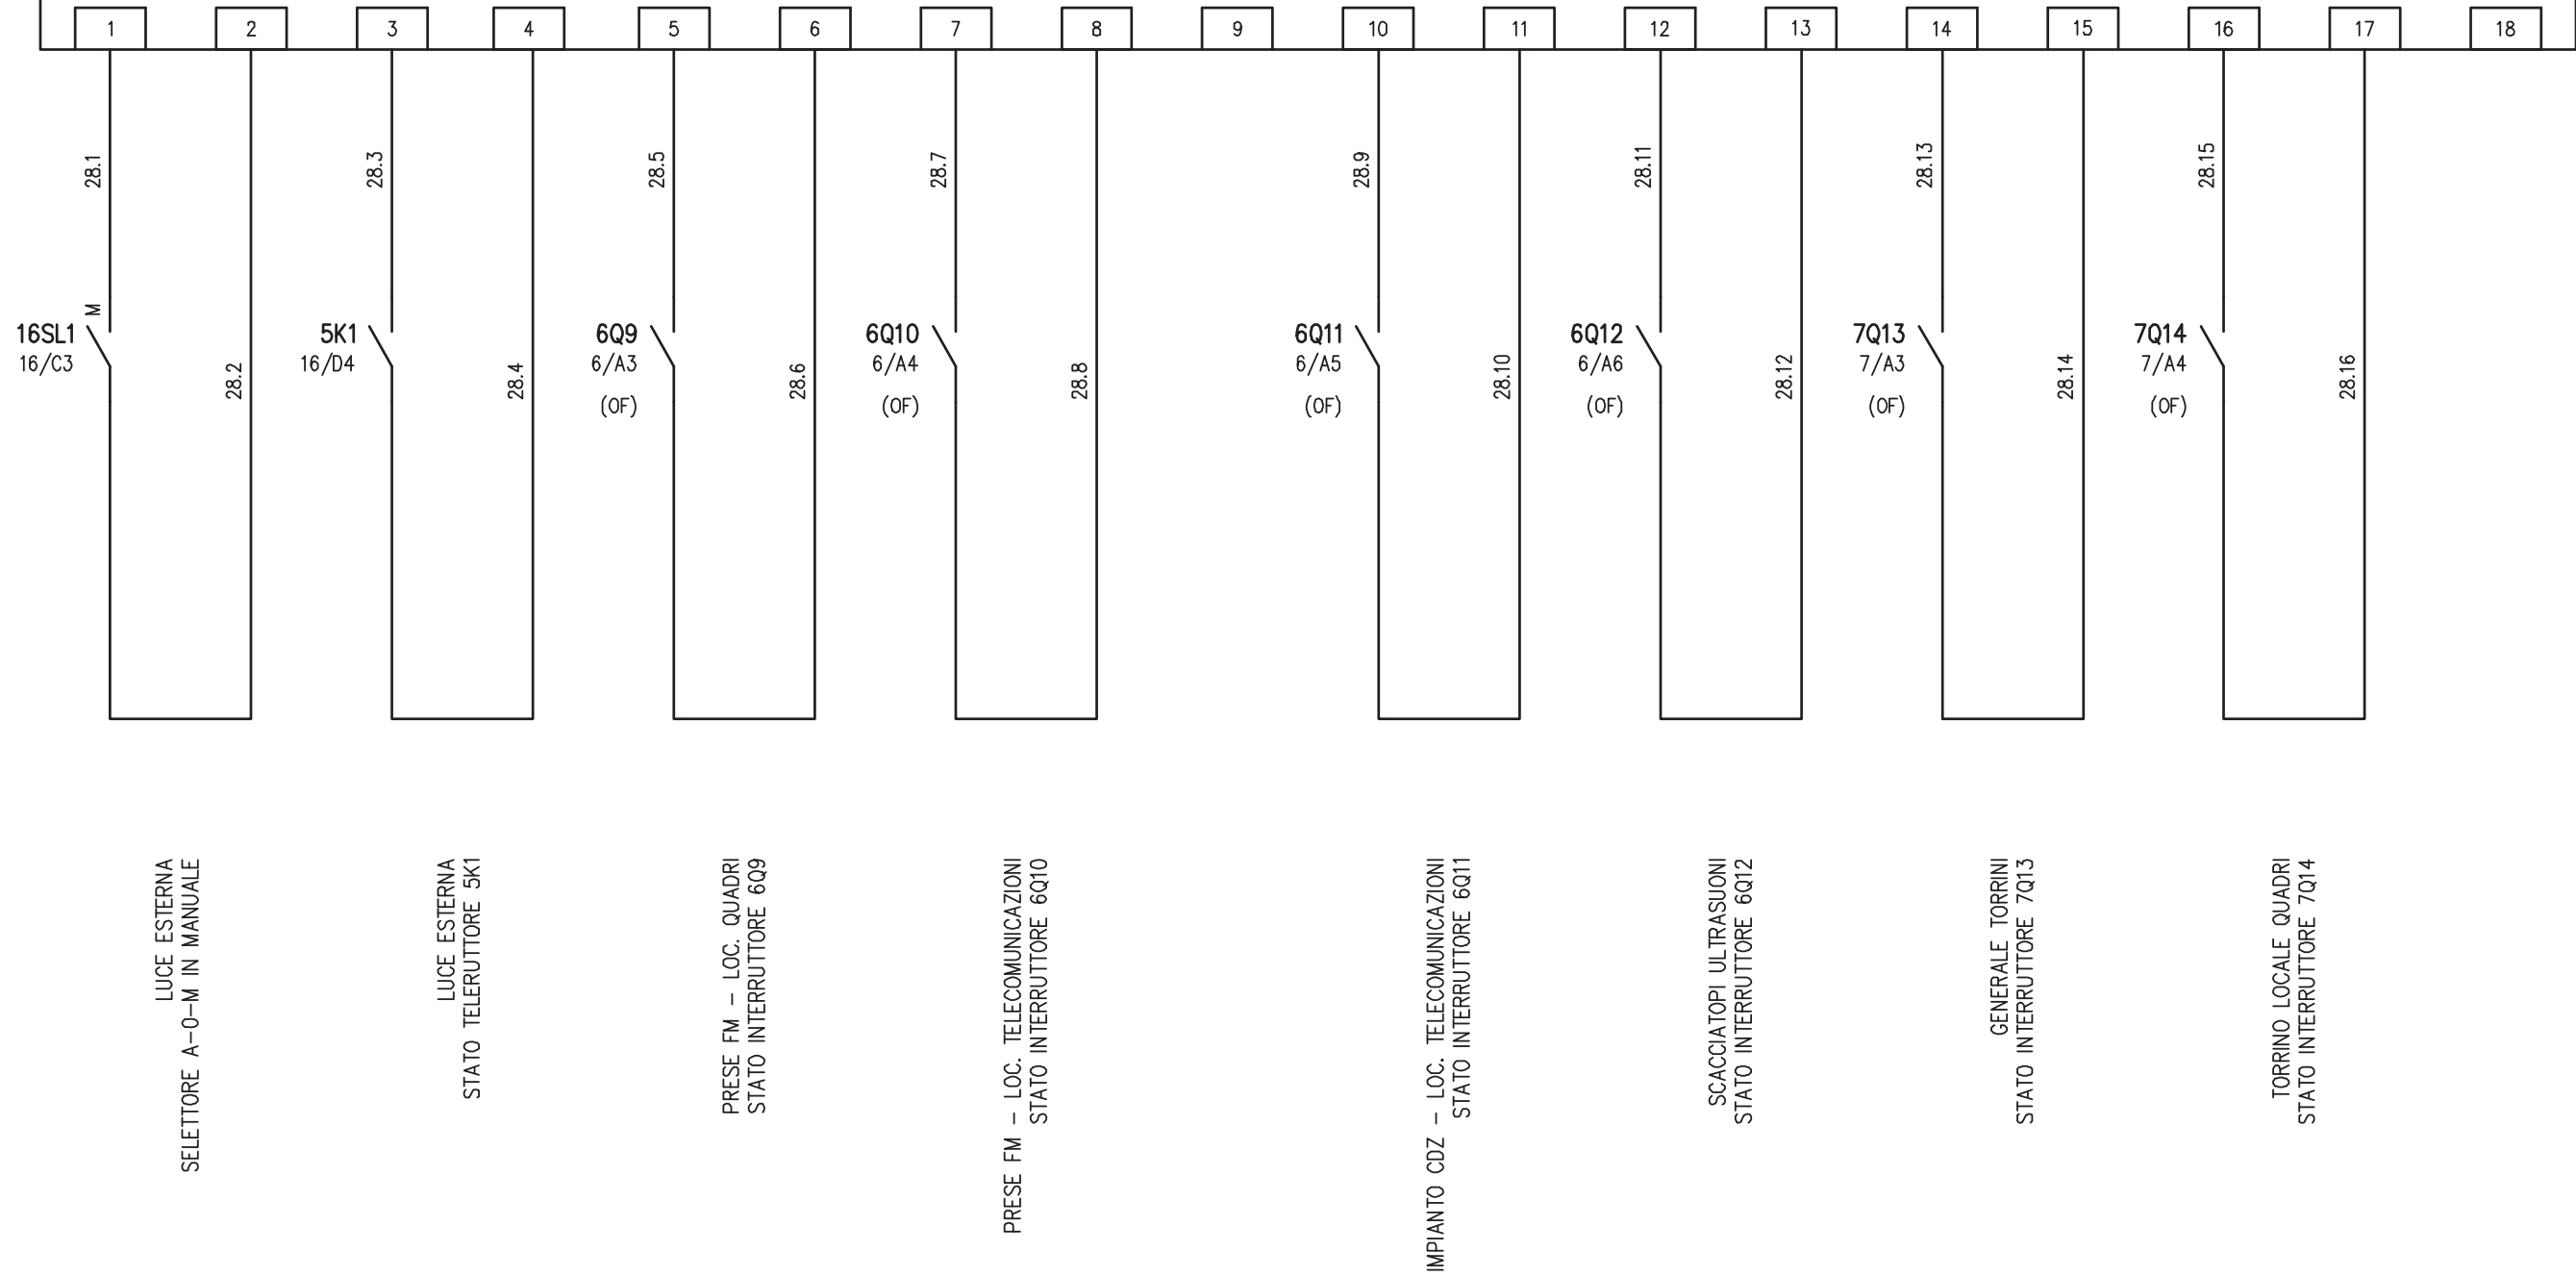 1 2 3 4 5 6 7 8 9 10 11 12 13 14 15 16 17 18
28.1
28.3
28.5
28.7
28.9
28.11
28.13
28.15
M
16SL1
16/C3
28.2
5K1
16/D4
28.4
6Q9
6/A3
(OF)
28.6
6Q10
6/A4
(OF)
28.8
6Q11
6/A5
(OF)
28.10
6Q12
6/A6
(OF)
28.12
7Q13
7/A3
(OF)
28.14
7Q14
7/A4
(OF)
28.16
LUCE ESTERNA
SELETTORE A-0-M IN MANUALE
LUCE ESTERNA
STATO TELERUTTORE 5K1
PRESE FM - LOC. QUADRI
STATO INTERRUTTORE 6Q9
PRESE FM - LOC. TELECOMUNICAZIONI
STATO INTERRUTTORE 6Q10
IMPIANTO CDZ - LOC. TELECOMUNICAZIONI
STATO INTERRUTTORE 6Q11
SCACCIATOPI ULTRASUONI
STATO INTERRUTTORE 6Q12
GENERALE TORRINI
STATO INTERRUTTORE 7Q13
TORRINO LOCALE QUADRI
STATO INTERRUTTORE 7Q14